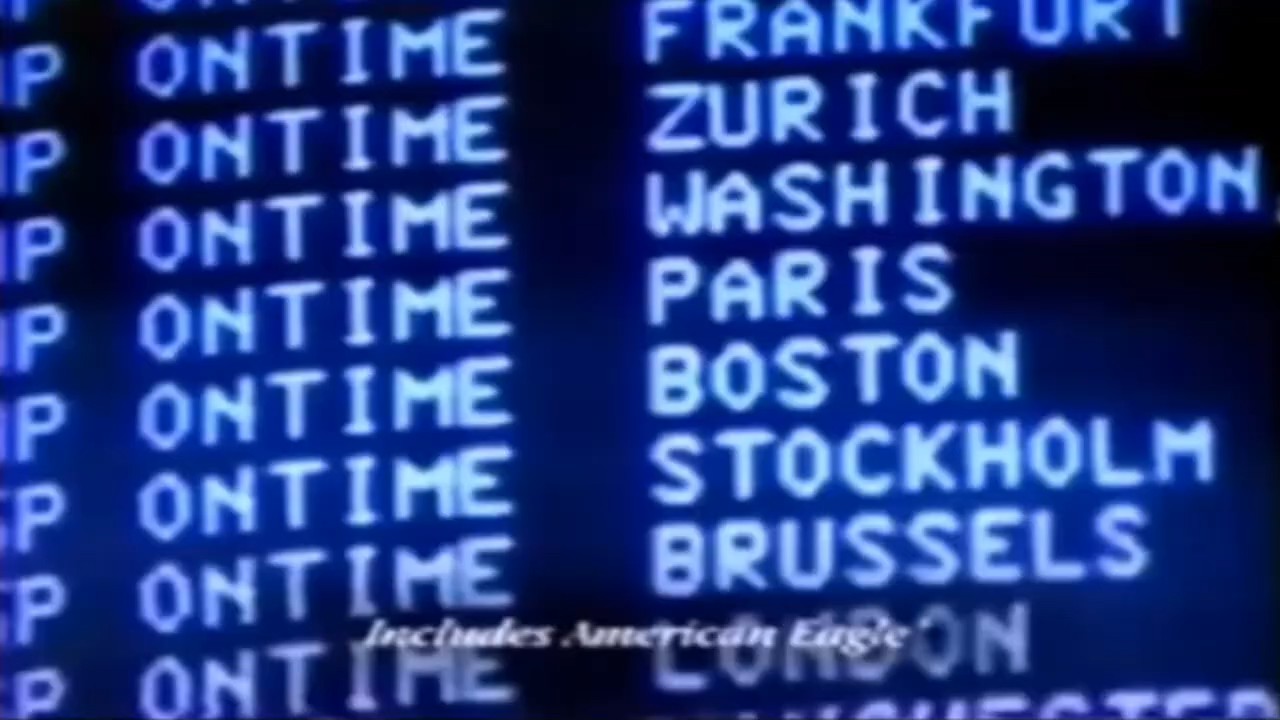 ONTIME FRANKFURT
P ONTIME ZURICH
P ONTIME WASHINGTON
P ONTIME PARIS
P ONTIME BOSTON
P ONTIME STOCKHOLM
P ONTIME BRUSSELS
P ONTIME LONDON
Includes American Eagle
P ONTIME